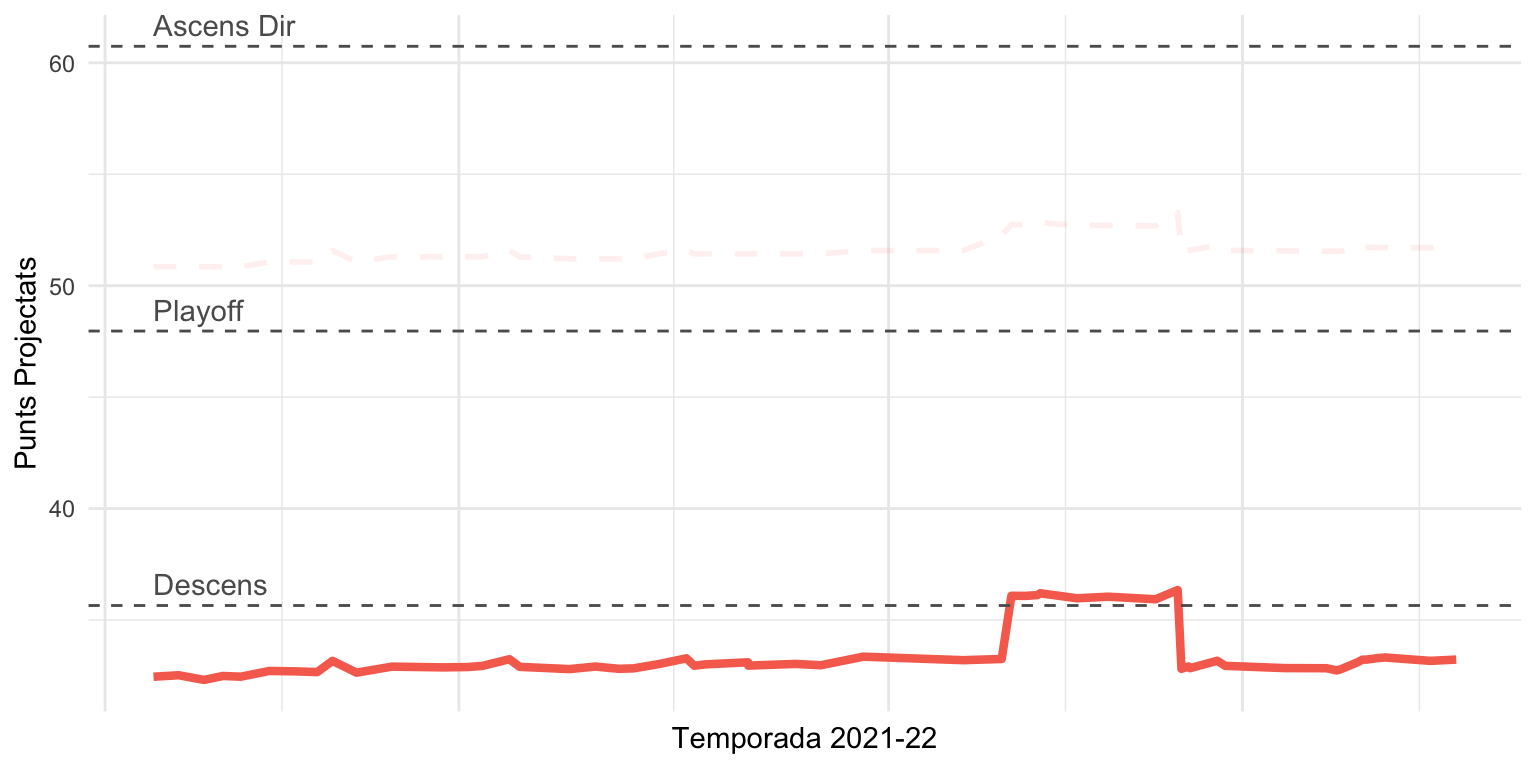 Ascens Dir
60
50
Playoff
Punts Projectats
40
Descens
Temporada 2021-22